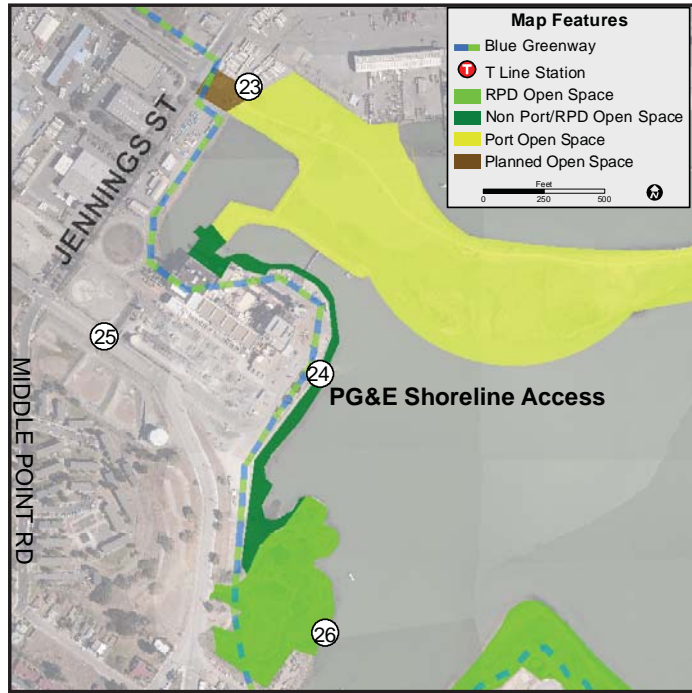 Map Features
Blue Greenway
T
T Line Station
RPD Open Space
Non Port/RPD Open Space
Port Open Space
Planned Open Space
Feet
0 250 500
N
23
JENNINGS ST
25
24
PG&E Shoreline Access
MIDDLE POINT RD
26